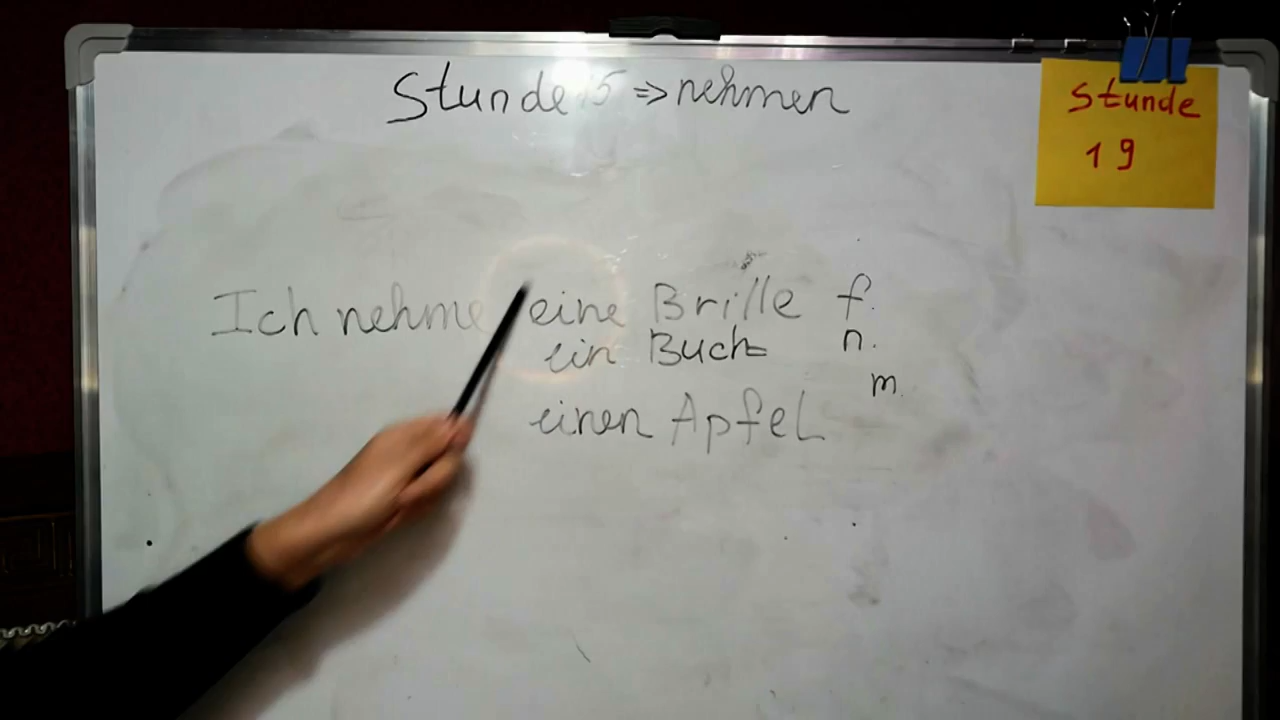 Stunde 15 => nehmen
Stunde
19
Ich nehme eine Brille f.
ein Buch n.
m.
einen Apfel